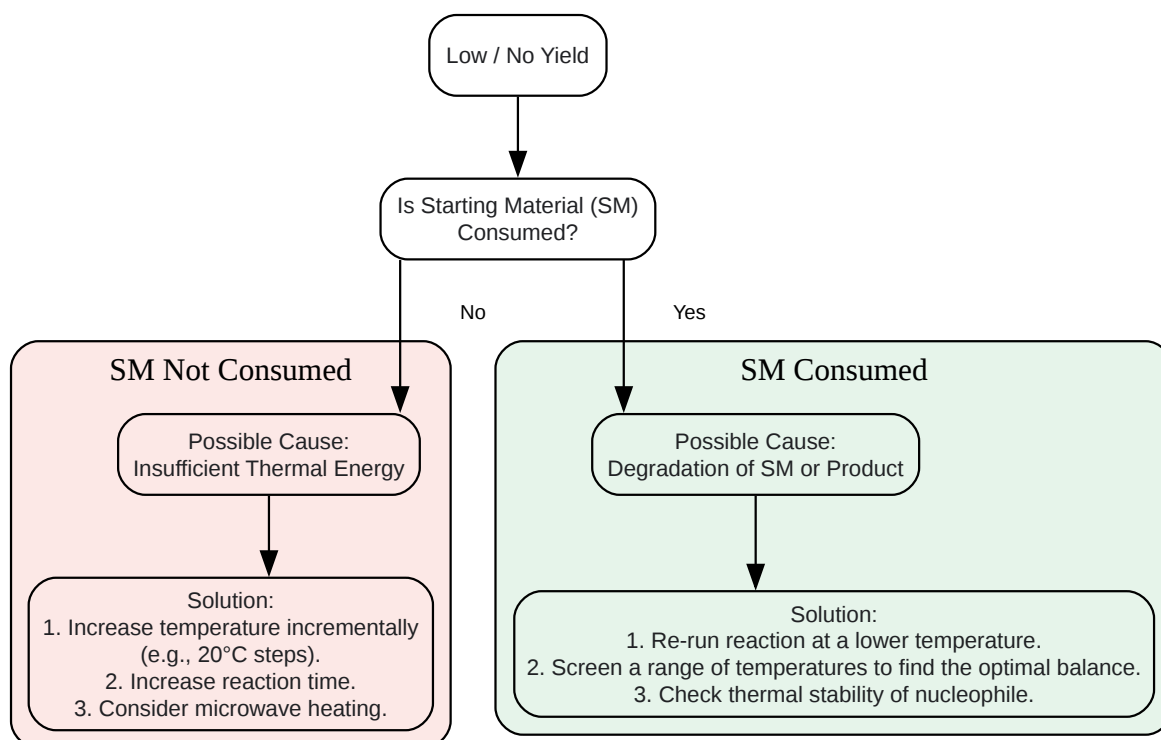 Low / No Yield
Is Starting Material (SM)
Consumed?
No
Yes
SM Not Consumed
Possible Cause:
Insufficient Thermal Energy
Solution:
1. Increase temperature incrementally
(e.g., 20°C steps).
2. Increase reaction time.
3. Consider microwave heating.
SM Consumed
Possible Cause:
Degradation of SM or Product
Solution:
1. Re-run reaction at a lower temperature.
2. Screen a range of temperatures to find the optimal balance.
3. Check thermal stability of nucleophile.